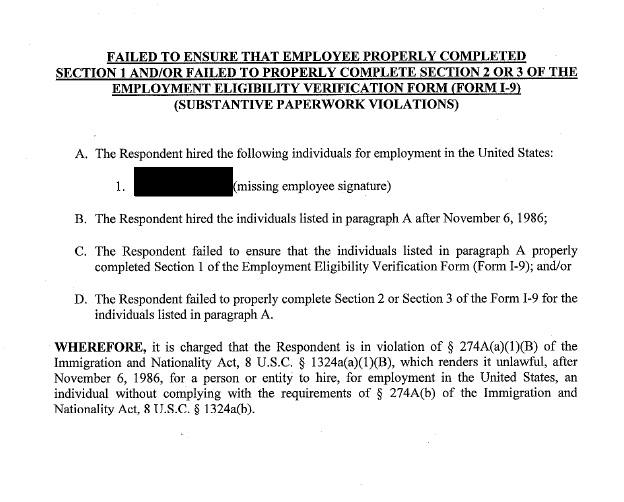 FAILED TO ENSURE THAT EMPLOYEE PROPERLY COMPLETED
SECTION 1 AND/OR FAILED TO PROPERLY COMPLETE SECTION 2 OR 3 OF THE
EMPLOYMENT ELIGIBILITY VERIFICATION FORM (FORM I-9)
(SUBSTANTIVE PAPERWORK VIOLATIONS)
A. The Respondent hired the following individuals for employment in the United States:
1. (missing employee signature)
B. The Respondent hired the individuals listed in paragraph A after November 6, 1986;
C. The Respondent failed to ensure that the individuals listed in paragraph A properly
completed Section 1 of the Employment Eligibility Verification Form (Form I-9); and/or
D. The Respondent failed to properly complete Section 2 or Section 3 of the Form I-9 for the
individuals listed in paragraph A.
WHEREFORE, it is charged that the Respondent is in violation of § 274A(a)(1)(B) of the
Immigration and Nationality Act, 8 U.S.C. § 1324a(a)(1)(B), which renders it unlawful, after
November 6, 1986, for a person or entity to hire, for employment in the United States, an
individual without complying with the requirements of § 274A(b) of the Immigration and
Nationality Act, 8 U.S.C. § 1324a(b).